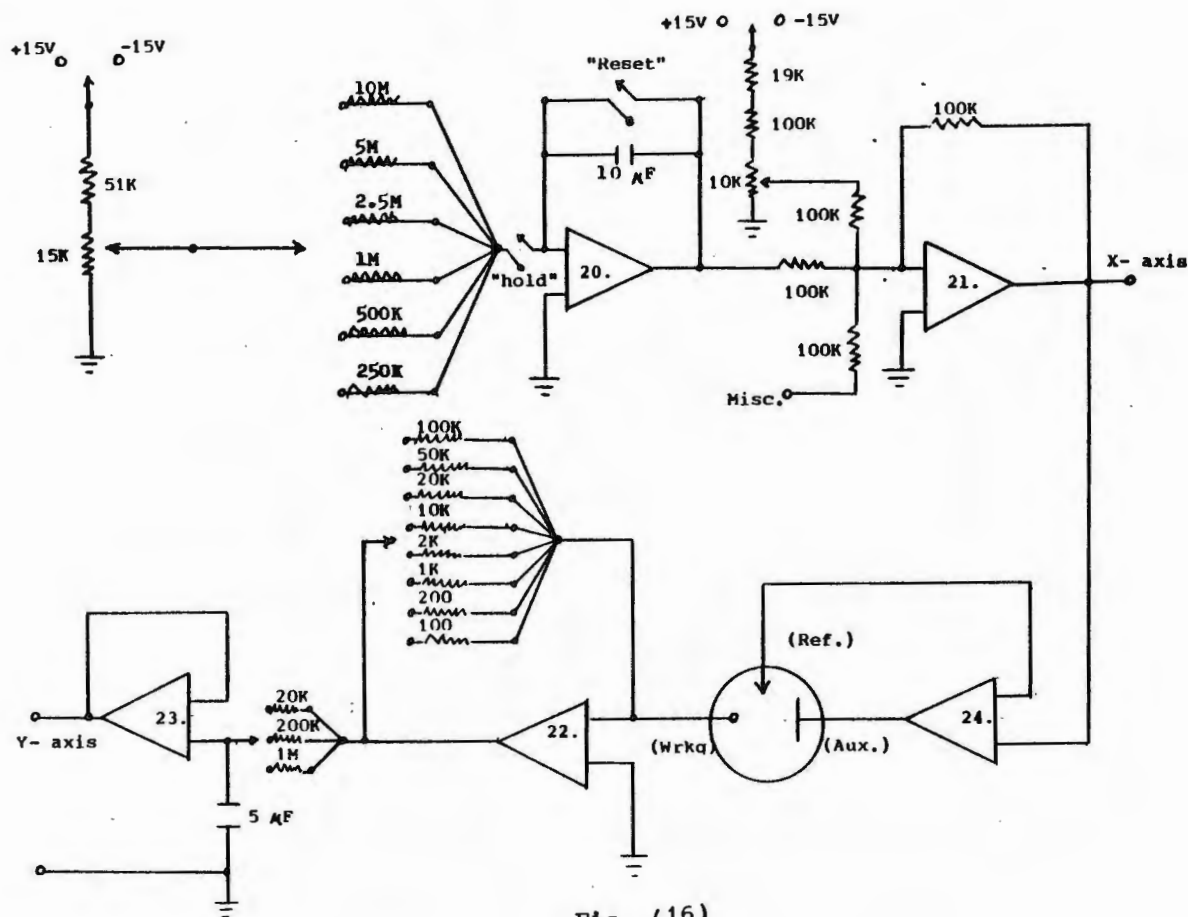 +15V
-15V
51K
15K
10M
5M
2.5M
1M
500K
250K
"hold"
"Reset"
10 µF
20.
+15V
-15V
19K
100K
10K
100K
100K
100K
Misc.
100K
21.
X- axis
100K
50K
20K
10K
2K
1K
200
100
(Ref.)
(Wrkq)
(Aux.)
24.
22.
20K
200K
1M
23.
Y- axis
5 µF
Fig. (16)